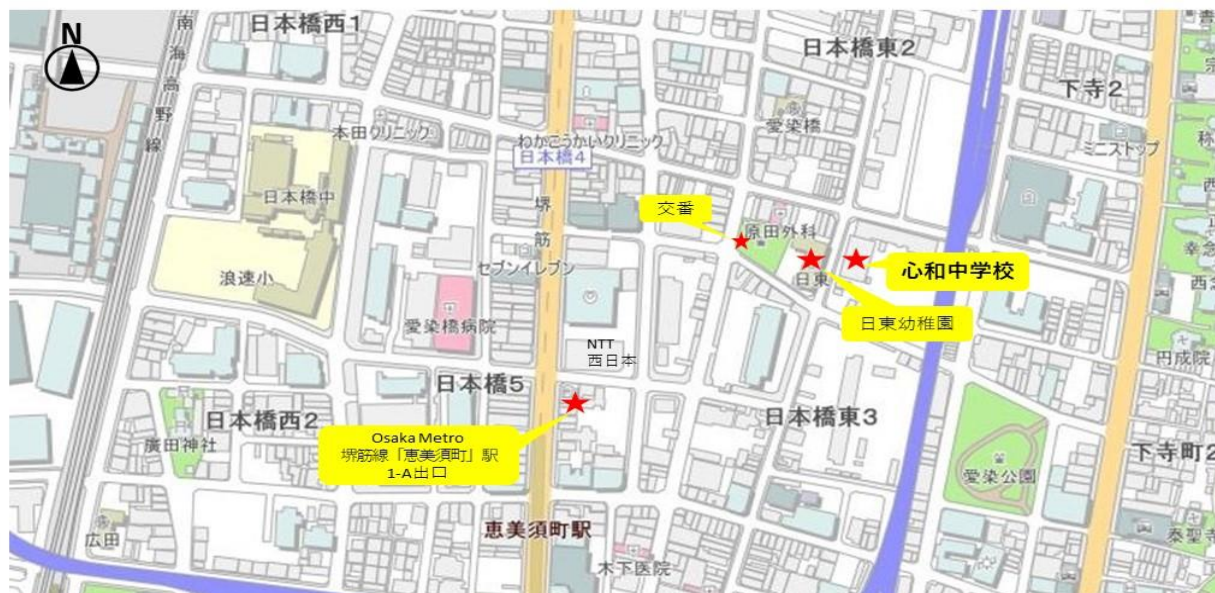 N
南海高野線
日本橋西1
日本橋東2
下寺2
本田クリニック
わかこうかいクリニック
日本橋4
愛染橋
ミニストップ
日本橋中
堺筋
交番
原田外科
心和中学校
浪速小
セブンイレブン
日東
日東幼稚園
愛染橋病院
NTT
西日本
円成院
日本橋5
日本橋西2
日本橋東3
廣田神社
Osaka Metro
堺筋線「恵美須町」駅
1-A出口
愛染公園
下寺町2
恵美須町駅
広田
木下医院
泰聖寺